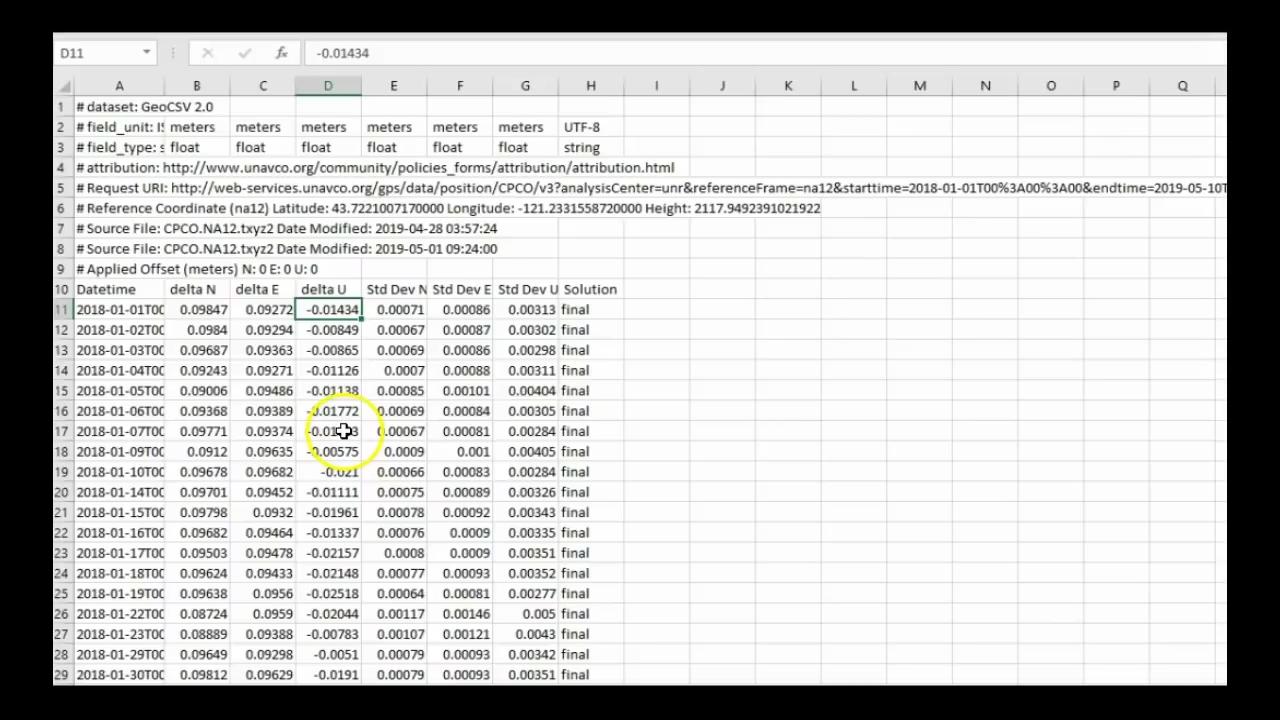 D11 fx -0.01434
A B C D E F G H I J K L M N O P Q
1 # dataset: GeoCSV 2.0
2 # field_unit: IS meters meters meters meters meters meters UTF-8
3 # field_type: s float float float float float float string
4 # attribution: http://www.unavco.org/community/policies_forms/attribution/attribution.html
5 # Request URI: http://web-services.unavco.org/gps/data/position/CPCO/v3?analysisCenter=unr&referenceFrame=na12&starttime=2018-01-01T00%3A00%3A00&endtime=2019-05-10T
6 # Reference Coordinate (na12) Latitude: 43.7221007170000 Longitude: -121.2331558720000 Height: 2117.9492391021922
7 # Source File: CPCO.NA12.txyz2 Date Modified: 2019-04-28 03:57:24
8 # Source File: CPCO.NA12.txyz2 Date Modified: 2019-05-01 09:24:00
9 # Applied Offset (meters) N: 0 E: 0 U: 0
10 Datetime delta N delta E delta U Std Dev N Std Dev E Std Dev U Solution
11 2018-01-01T00 0.09847 0.09272 -0.01434 0.00071 0.00086 0.00313 final
12 2018-01-02T00 0.0984 0.09294 -0.00849 0.00067 0.00087 0.00302 final
13 2018-01-03T00 0.09687 0.09363 -0.00865 0.00069 0.00086 0.00298 final
14 2018-01-04T00 0.09243 0.09271 -0.01126 0.0007 0.00088 0.00311 final
15 2018-01-05T00 0.09006 0.09486 -0.01138 0.00085 0.00101 0.00404 final
16 2018-01-06T00 0.09368 0.09389 -0.01772 0.00069 0.00084 0.00305 final
17 2018-01-07T00 0.09771 0.09374 0.00067 0.00081 0.00284 final
18 2018-01-09T00 0.0912 0.09635 -0.00575 0.0009 0.001 0.00405 final
19 2018-01-10T00 0.09678 0.09682 -0.021 0.00066 0.00083 0.00284 final
20 2018-01-14T00 0.09701 0.09452 -0.01111 0.00075 0.00089 0.00326 final
21 2018-01-15T00 0.09798 0.0932 -0.01961 0.00078 0.00092 0.00343 final
22 2018-01-16T00 0.09682 0.09464 -0.01337 0.00076 0.0009 0.00335 final
23 2018-01-17T00 0.09503 0.09478 -0.02157 0.0008 0.0009 0.00351 final
24 2018-01-18T00 0.09624 0.09433 -0.02148 0.00077 0.00093 0.00352 final
25 2018-01-19T00 0.09638 0.0956 -0.02518 0.00064 0.00081 0.00277 final
26 2018-01-22T00 0.08724 0.0959 -0.02044 0.00117 0.00146 0.005 final
27 2018-01-23T00 0.08889 0.09388 -0.00783 0.00107 0.00121 0.0043 final
28 2018-01-29T00 0.09649 0.09298 -0.0051 0.00079 0.00093 0.00342 final
29 2018-01-30T00 0.09812 0.09629 -0.0191 0.00079 0.00093 0.00351 final